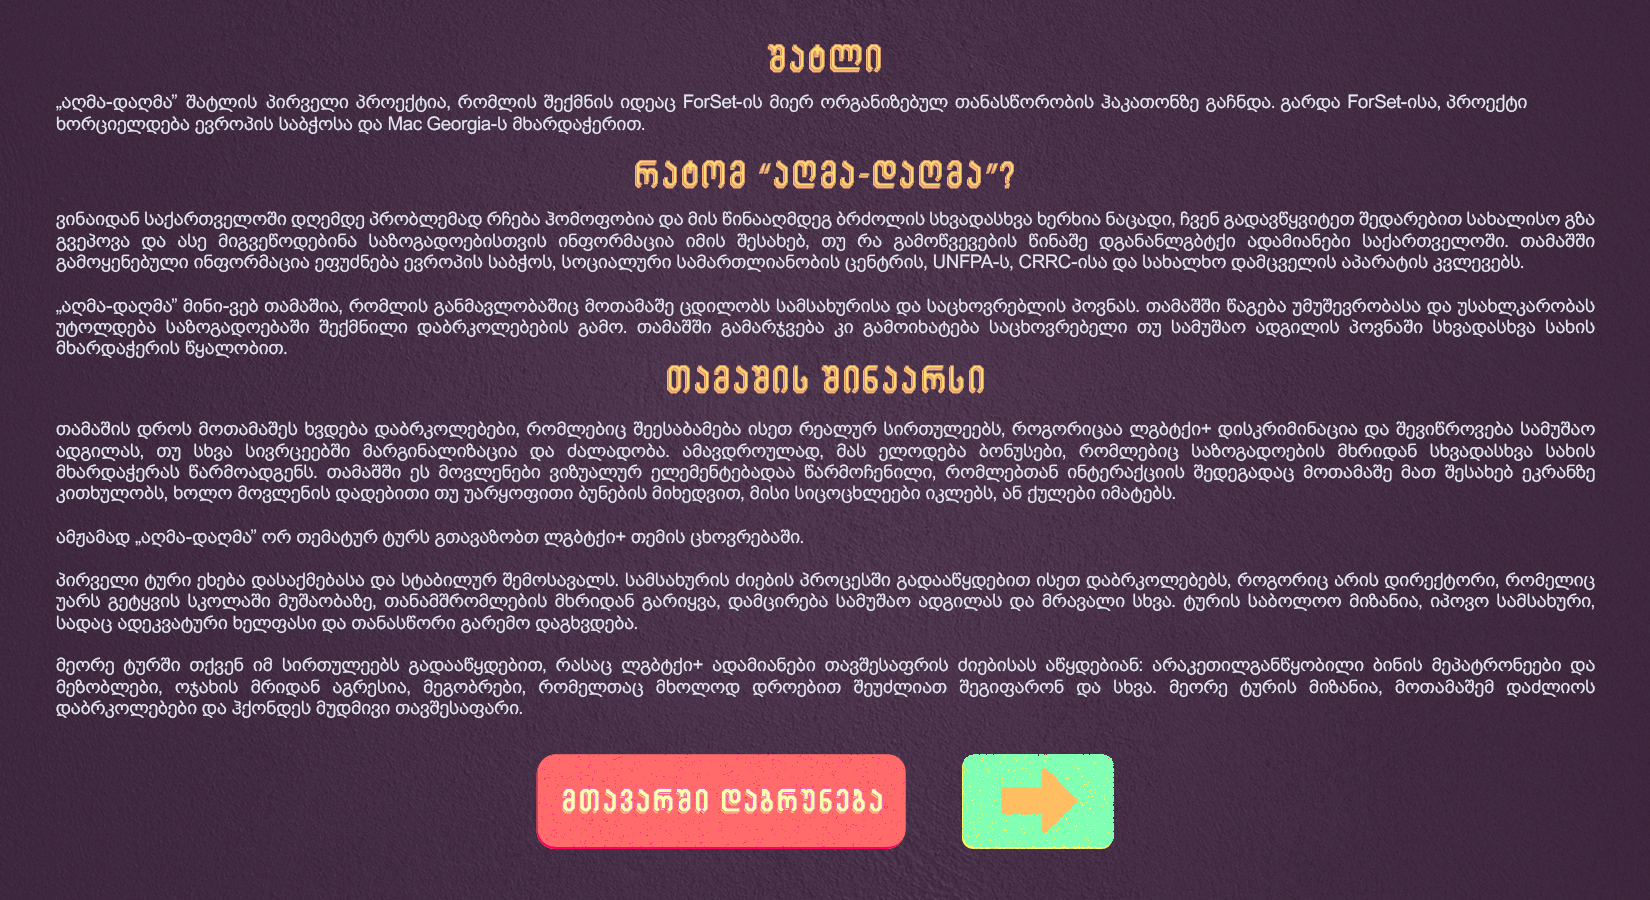 შატლი
„აღმა-დაღმა” შატლის პირველი პროექტია, რომლის შექმნის იდეაც ForSet-ის მიერ ორგანიზებულ თანასწორობის ჰაკათონზე გაჩნდა. გარდა ForSet-ისა, პროექტი
ხორციელდება ევროპის საბჭოსა და Mac Georgia-ს მხარდაჭერით.
რატომ “აღმა-დაღმა”?
ვინაიდან საქართველოში დღემდე პრობლემად რჩება ჰომოფობია და მის წინააღმდეგ ბრძოლის სხვადასხვა ხერხია ნაცადი, ჩვენ გადავწყვიტეთ შედარებით სახალისო გზა
გვეპოვა და ასე მიგვეწოდებინა საზოგადოებისთვის ინფორმაცია იმის შესახებ, თუ რა გამოწვევების წინაშე დგანანლგბტქი ადამიანები საქართველოში. თამაშში
გამოყენებული ინფორმაცია ეფუძნება ევროპის საბჭოს, სოციალური სამართლიანობის ცენტრის, UNFPA-ს, CRRC-ისა და სახალხო დამცველის აპარატის კვლევებს.
„აღმა-დაღმა” მინი-ვებ თამაშია, რომლის განმავლობაშიც მოთამაშე ცდილობს სამსახურისა და საცხოვრებლის პოვნას. თამაშში წაგება უმუშევრობასა და უსახლკარობას
უტოლდება საზოგადოებაში შექმნილი დაბრკოლებების გამო. თამაშში გამარჯვება კი გამოიხატება საცხოვრებელი თუ სამუშაო ადგილის პოვნაში სხვადასხვა სახის
მხარდაჭერის წყალობით.
თამაშის შინაარსი
თამაშის დროს მოთამაშეს ხვდება დაბრკოლებები, რომლებიც შეესაბამება ისეთ რეალურ სირთულეებს, როგორიცაა ლგბტქი+ დისკრიმინაცია და შევიწროვება სამუშაო
ადგილას, თუ სხვა სივრცეებში მარგინალიზაცია და ძალადობა. ამავდროულად, მას ელოდება ბონუსები, რომლებიც საზოგადოების მხრიდან სხვადასხვა სახის
მხარდაჭერას წარმოადგენს. თამაშში ეს მოვლენები ვიზუალურ ელემენტებადაა წარმოჩენილი, რომლებთან ინტერაქციის შედეგადაც მოთამაშე მათ შესახებ ეკრანზე
კითხულობს, ხოლო მოვლენის დადებითი თუ უარყოფითი ბუნების მიხედვით, მისი სიცოცხლეები იკლებს, ან ქულები იმატებს.
ამჟამად „აღმა-დაღმა” ორ თემატურ ტურს გთავაზობთ ლგბტქი+ თემის ცხოვრებაში.
პირველი ტური ეხება დასაქმებასა და სტაბილურ შემოსავალს. სამსახურის ძიების პროცესში გადააწყდებით ისეთ დაბრკოლებებს, როგორიც არის დირექტორი, რომელიც
უარს გეტყვის სკოლაში მუშაობაზე, თანამშრომლების მხრიდან გარიყვა, დამცირება სამუშაო ადგილას და მრავალი სხვა. ტურის საბოლოო მიზანია, იპოვო სამსახური,
სადაც ადეკვატური ხელფასი და თანასწორი გარემო დაგხვდება.
მეორე ტურში თქვენ იმ სირთულეებს გადააწყდებით, რასაც ლგბტქი+ ადამიანები თავშესაფრის ძიებისას აწყდებიან: არაკეთილგანწყობილი ბინის მეპატრონეები და
მეზობლები, ოჯახის მრიდან აგრესია, მეგობრები, რომელთაც მხოლოდ დროებით შეუძლიათ შეგიფარონ და სხვა. მეორე ტურის მიზანია, მოთამაშემ დაძლიოს
დაბრკოლებები და ჰქონდეს მუდმივი თავშესაფარი.
მთავარში დაბრუნება